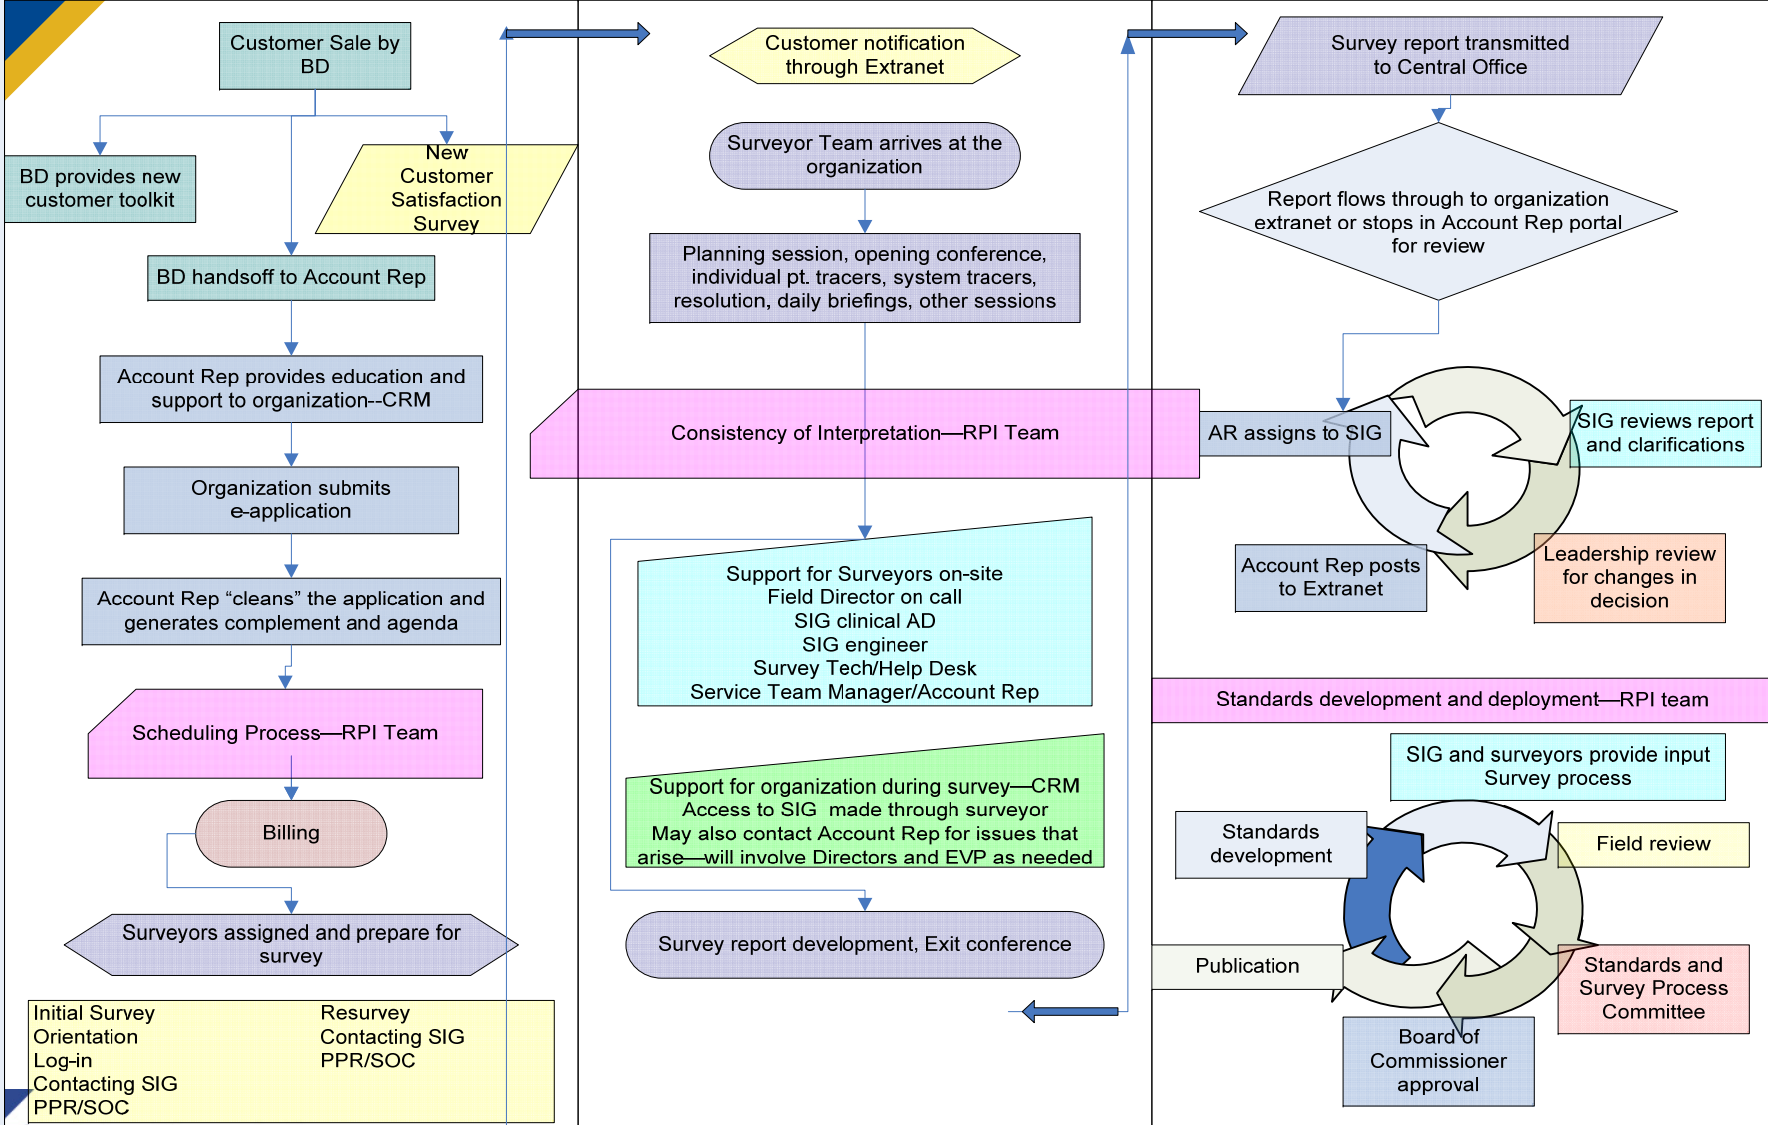 Customer Sale by
BD
BD provides new
customer toolkit
New
Customer
Satisfaction
Survey
BD handsoff to Account Rep
Account Rep provides education and
support to organization--CRM
Organization submits
e-application
Account Rep “cleans” the application and
generates complement and agenda
Scheduling Process—RPI Team
Billing
Surveyors assigned and prepare for
survey
Initial Survey
Orientation
Log-in
Contacting SIG
PPR/SOC
Resurvey
Contacting SIG
PPR/SOC
Customer notification
through Extranet
Surveyor Team arrives at the
organization
Planning session, opening conference,
individual pt. tracers, system tracers,
resolution, daily briefings, other sessions
Consistency of Interpretation—RPI Team
Support for Surveyors on-site
Field Director on call
SIG clinical AD
SIG engineer
Survey Tech/Help Desk
Service Team Manager/Account Rep
Support for organization during survey—CRM
Access to SIG  made through surveyor
May also contact Account Rep for issues that
arise—will involve Directors and EVP as needed
Survey report development, Exit conference
Survey report transmitted
to Central Office
Report flows through to organization
extranet or stops in Account Rep portal
for review
AR assigns to SIG
SIG reviews report
and clarifications
Leadership review
for changes in
decision
Account Rep posts
to Extranet
Standards development and deployment—RPI team
SIG and surveyors provide input
Survey process
Standards
development
Field review
Publication
Standards and
Survey Process
Committee
Board of
Commissioner
approval